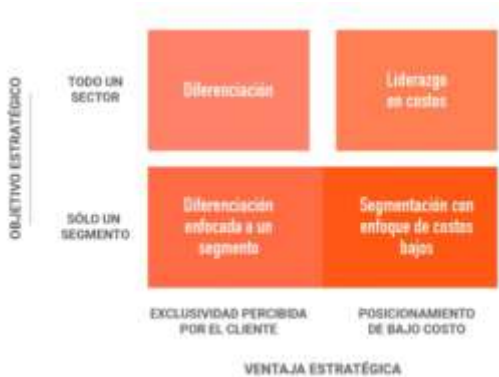 OBJETIVO ESTRATÉGICO
TODO UN
SECTOR
Diferenciación
Liderazgo
en costos
SÓLO UN
SEGMENTO
Diferenciación
enfocada a un
segmento
Segmentación con
enfoque de costos
bajos
EXCLUSIVIDAD PERCIBIDA
POR EL CLIENTE
POSICIONAMIENTO
DE BAJO COSTO
VENTAJA ESTRATÉGICA